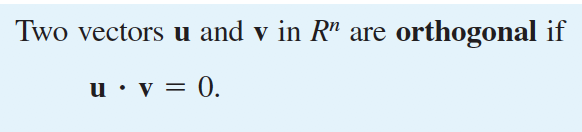 Two vectors u and v in Rⁿ are orthogonal if
u · v = 0.